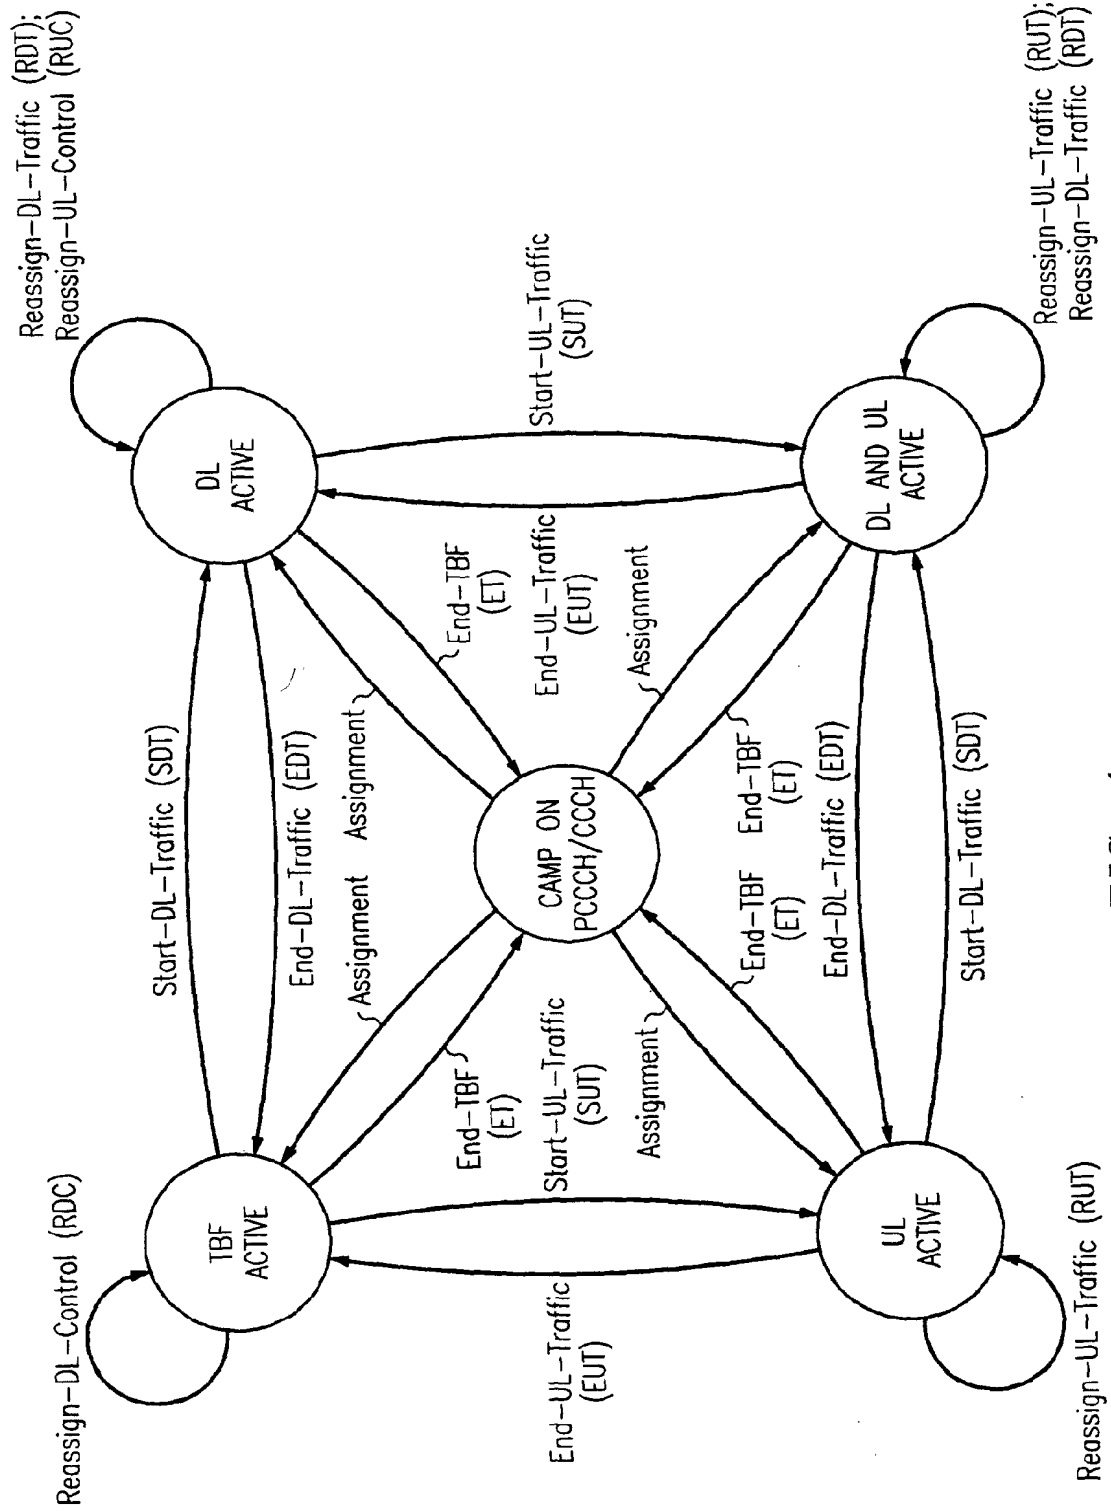 Reassign-DL-Control (RDC)
Reassign-DL-Traffic (RDT);
Reassign-UL-Control (RUC)
TBF
ACTIVE
Start-DL-Traffic (SDT)
End-DL-Traffic (EDT)
DL
ACTIVE
Assignment
Assignment
End-TBF
(ET)
End-TBF
(ET)
End-UL-Traffic
(EUT)
Start-UL-Traffic
(SUT)
CAMP ON
PCCCH/CCCH
End-UL-Traffic
(EUT)
Start-UL-Traffic
(SUT)
Assignment
Assignment
End-TBF
(ET)
End-TBF
(ET)
UL
ACTIVE
End-DL-Traffic (EDT)
Start-DL-Traffic (SDT)
DL AND UL
ACTIVE
Reassign-UL-Traffic (RUT)
Reassign-UL-Traffic (RUT);
Reassign-DL-Traffic (RDT)